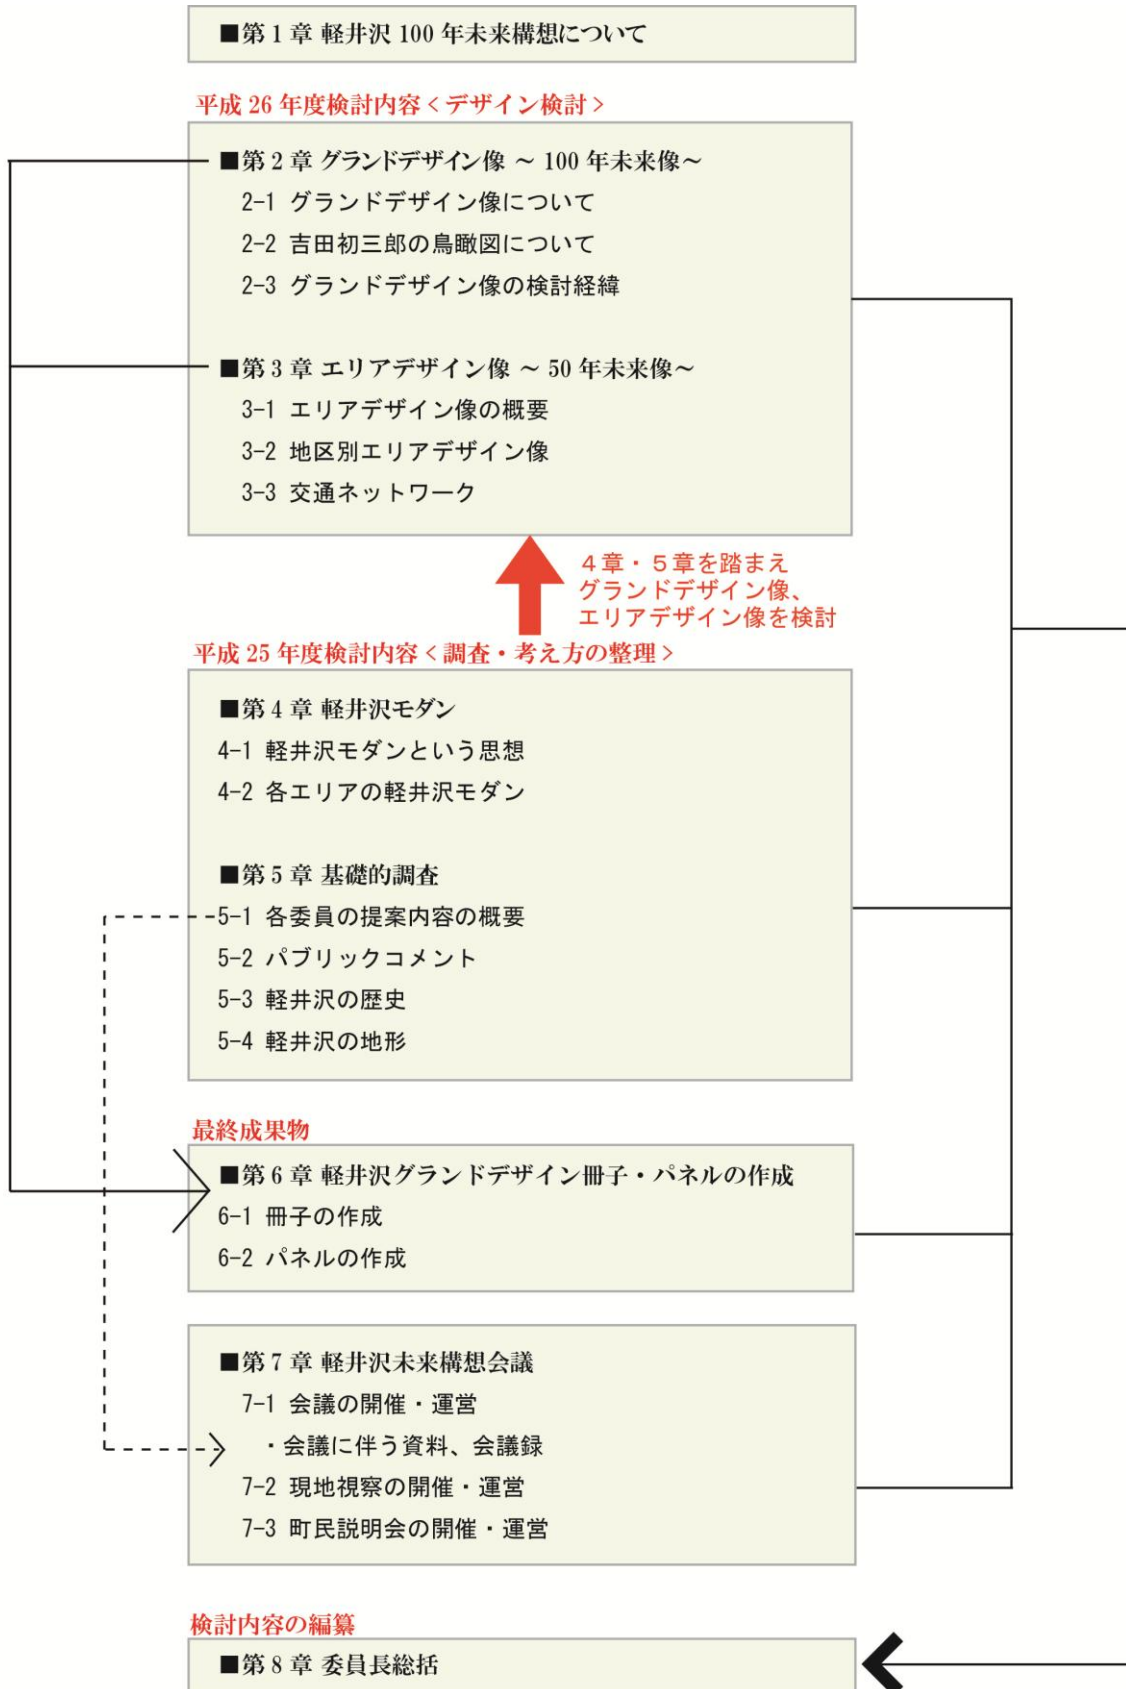 ■第1章 軽井沢 100 年未来構想について
平成 26 年度検討内容 < デザイン検討 >
■第2章 グランドデザイン像 ～ 100 年未来像～
2-1 グランドデザイン像について
2-2 吉田初三郎の鳥瞰図について
2-3 グランドデザイン像の検討経緯
■第3章 エリアデザイン像 ～ 50 年未来像～
3-1 エリアデザイン像の概要
3-2 地区別エリアデザイン像
3-3 交通ネットワーク
４章・５章を踏まえ
グランドデザイン像、
エリアデザイン像を検討
平成 25 年度検討内容 < 調査・考え方の整理 >
■第4章 軽井沢モダン
4-1 軽井沢モダンという思想
4-2 各エリアの軽井沢モダン
■第5章 基礎的調査
5-1 各委員の提案内容の概要
5-2 パブリックコメント
5-3 軽井沢の歴史
5-4 軽井沢の地形
最終成果物
■第6章 軽井沢グランドデザイン冊子・パネルの作成
6-1 冊子の作成
6-2 パネルの作成
■第7章 軽井沢未来構想会議
7-1 会議の開催・運営
・会議に伴う資料、会議録
7-2 現地視察の開催・運営
7-3 町民説明会の開催・運営
検討内容の編纂
■第8章 委員長総括